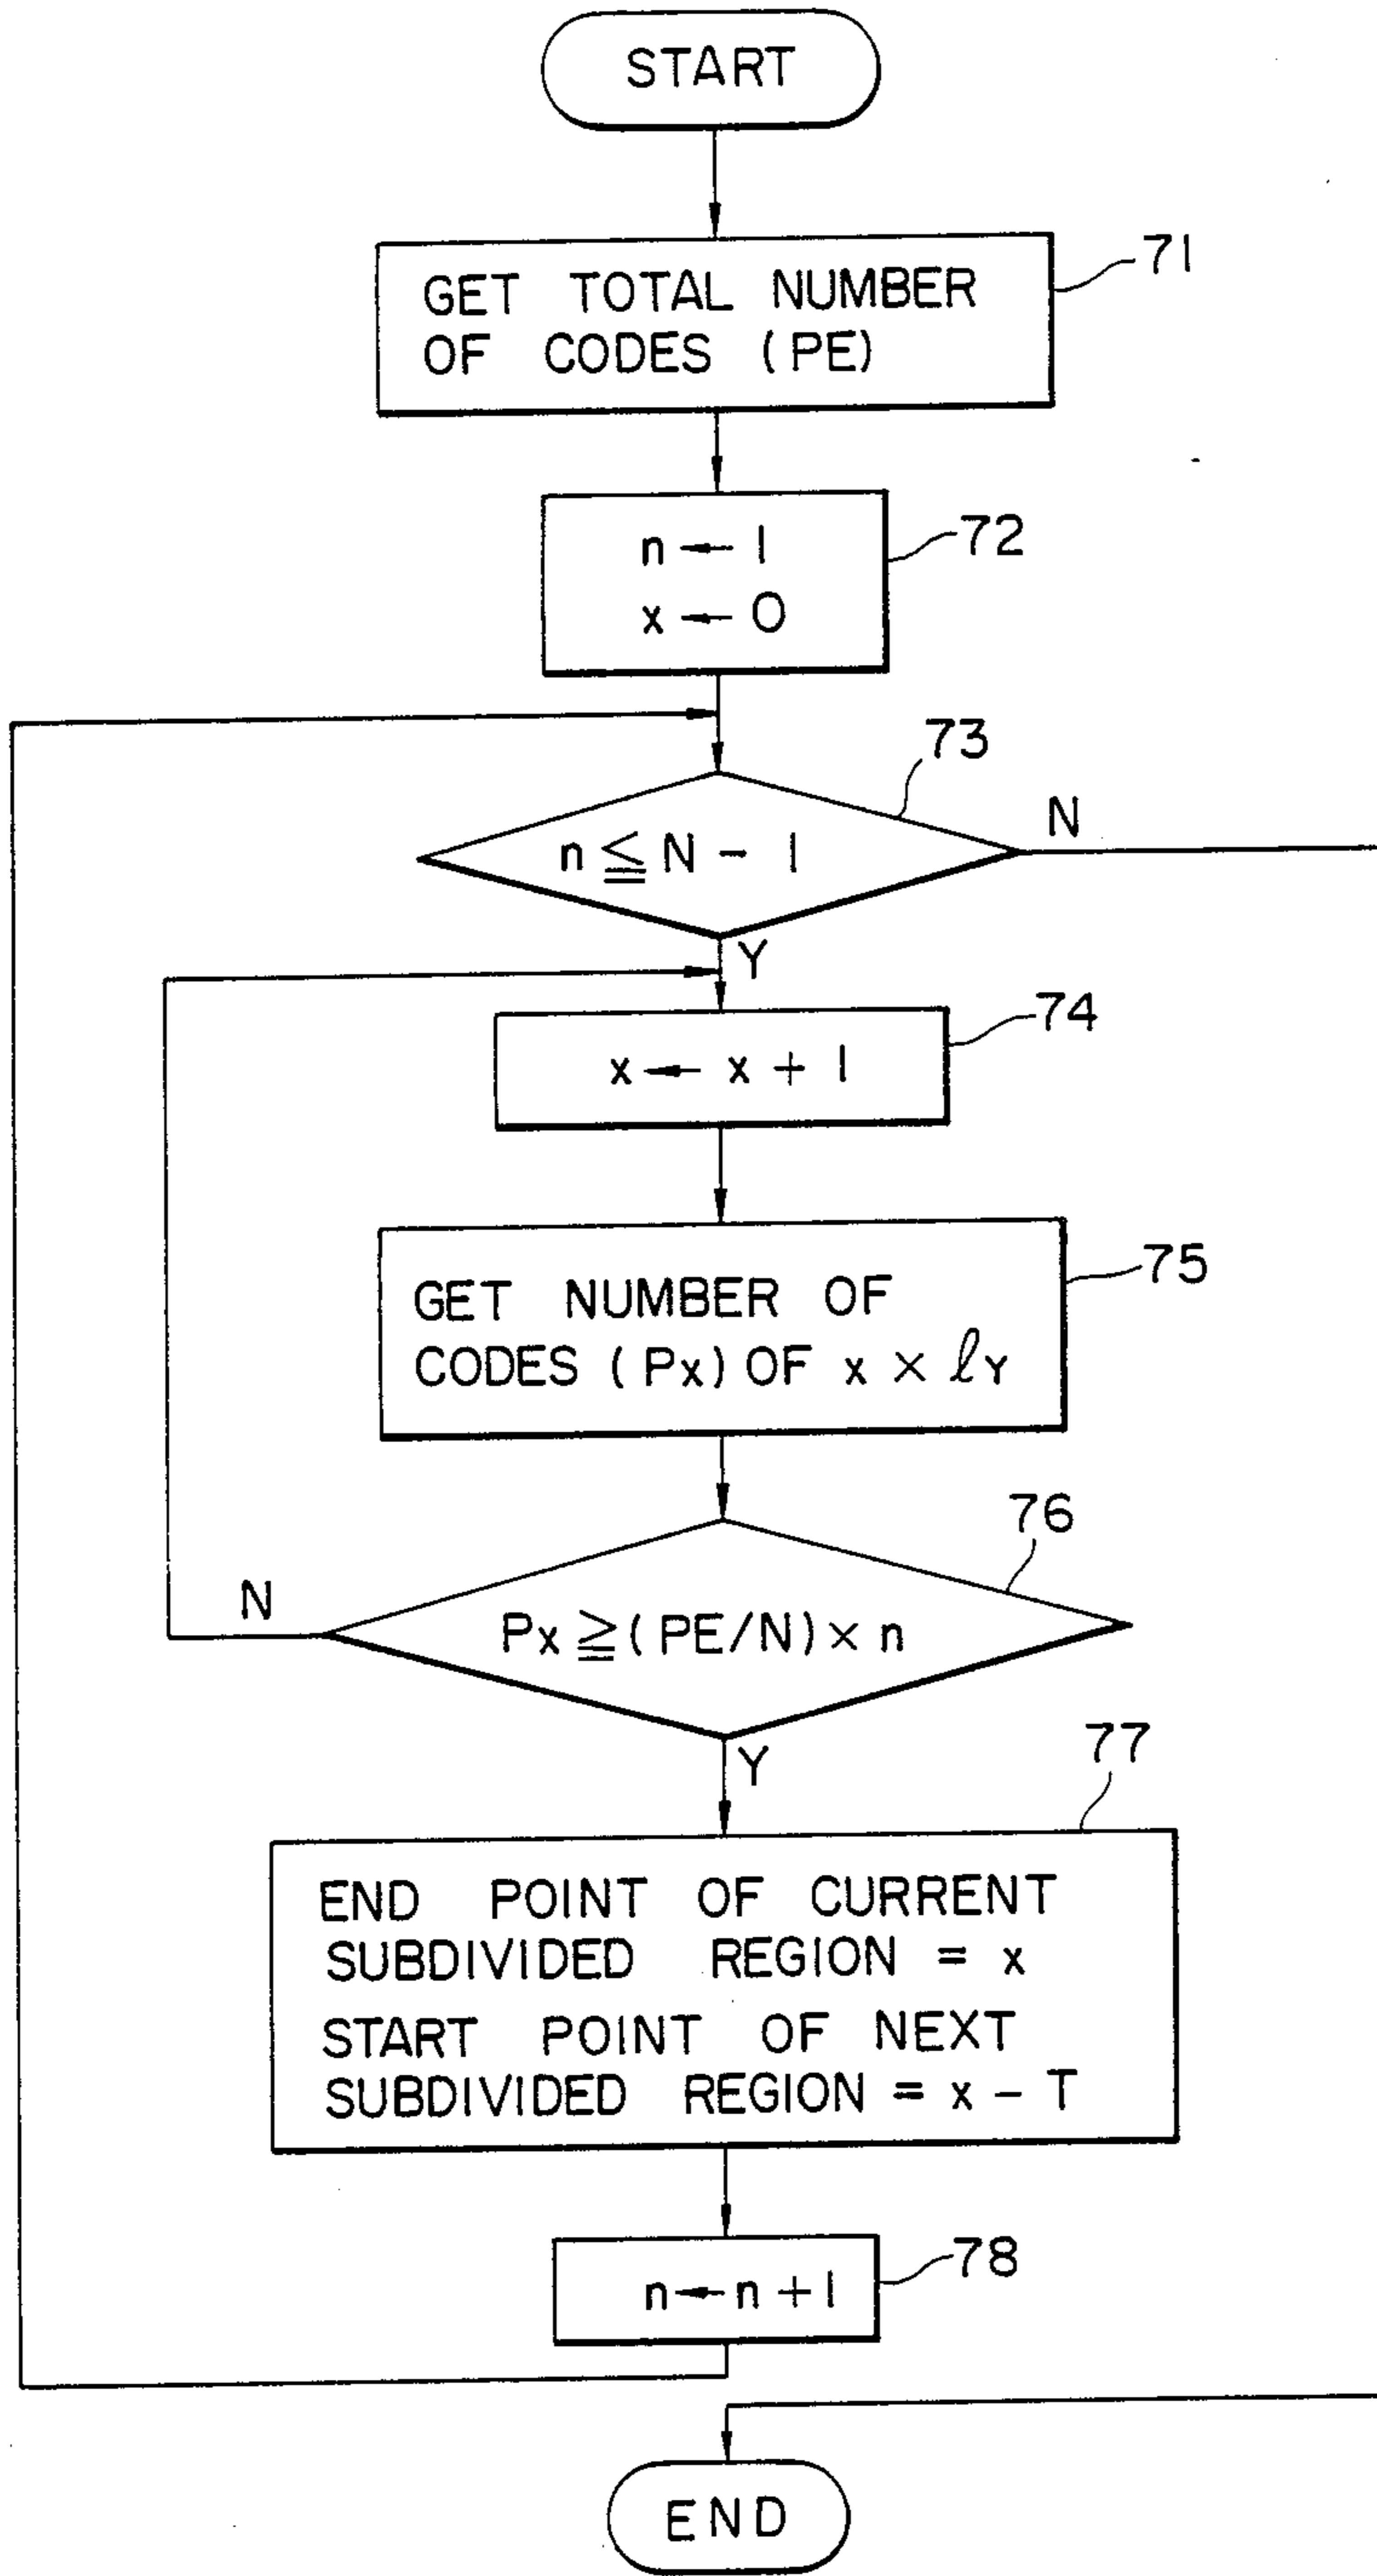 START
GET TOTAL NUMBER
OF CODES (PE)
71
n ← 1
x ← 0
72
73
n ≦ N - 1
N
Y
74
x ← x + 1
75
GET NUMBER OF
CODES (Px) OF x × ℓY
76
N
Px ≧ (PE/N) × n
Y
77
END POINT OF CURRENT
SUBDIVIDED REGION = x
START POINT OF NEXT
SUBDIVIDED REGION = x - T
78
n ← n + 1
END